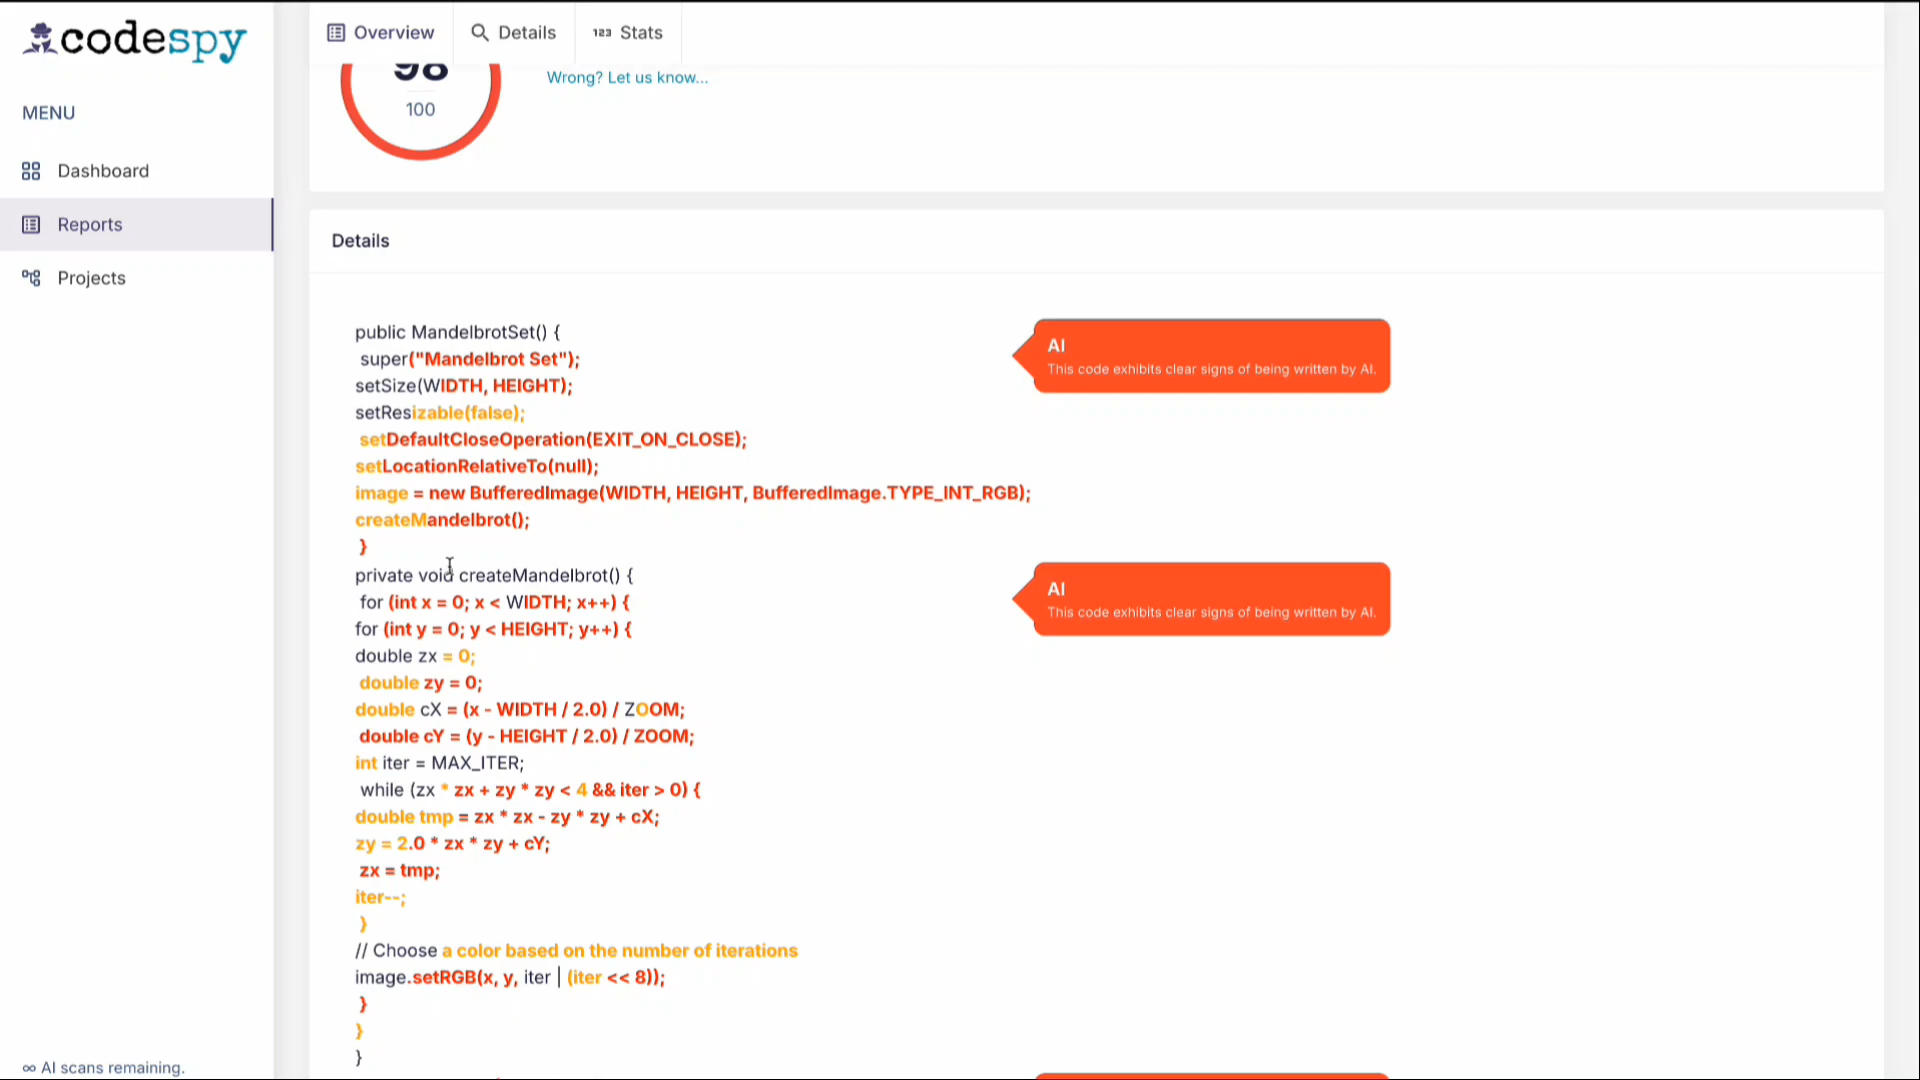 codespy
MENU
Dashboard
Reports
Projects
∞ AI scans remaining.
Overview
Details
123 Stats
98
100
Wrong? Let us know...
Details
public MandelbrotSet() {
super("Mandelbrot Set");
setSize(WIDTH, HEIGHT);
setResizable(false);
setDefaultCloseOperation(EXIT_ON_CLOSE);
setLocationRelativeTo(null);
image = new BufferedImage(WIDTH, HEIGHT, BufferedImage.TYPE_INT_RGB);
createMandelbrot();
}
AI
This code exhibits clear signs of being written by AI.
private void createMandelbrot() {
for (int x = 0; x < WIDTH; x++) {
for (int y = 0; y < HEIGHT; y++) {
double zx = 0;
double zy = 0;
double cX = (x - WIDTH / 2.0) / ZOOM;
double cY = (y - HEIGHT / 2.0) / ZOOM;
int iter = MAX_ITER;
while (zx * zx + zy * zy < 4 && iter > 0) {
double tmp = zx * zx - zy * zy + cX;
zy = 2.0 * zx * zy + cY;
zx = tmp;
iter--;
}
// Choose a color based on the number of iterations
image.setRGB(x, y, iter | (iter << 8));
}
}
}
AI
This code exhibits clear signs of being written by AI.